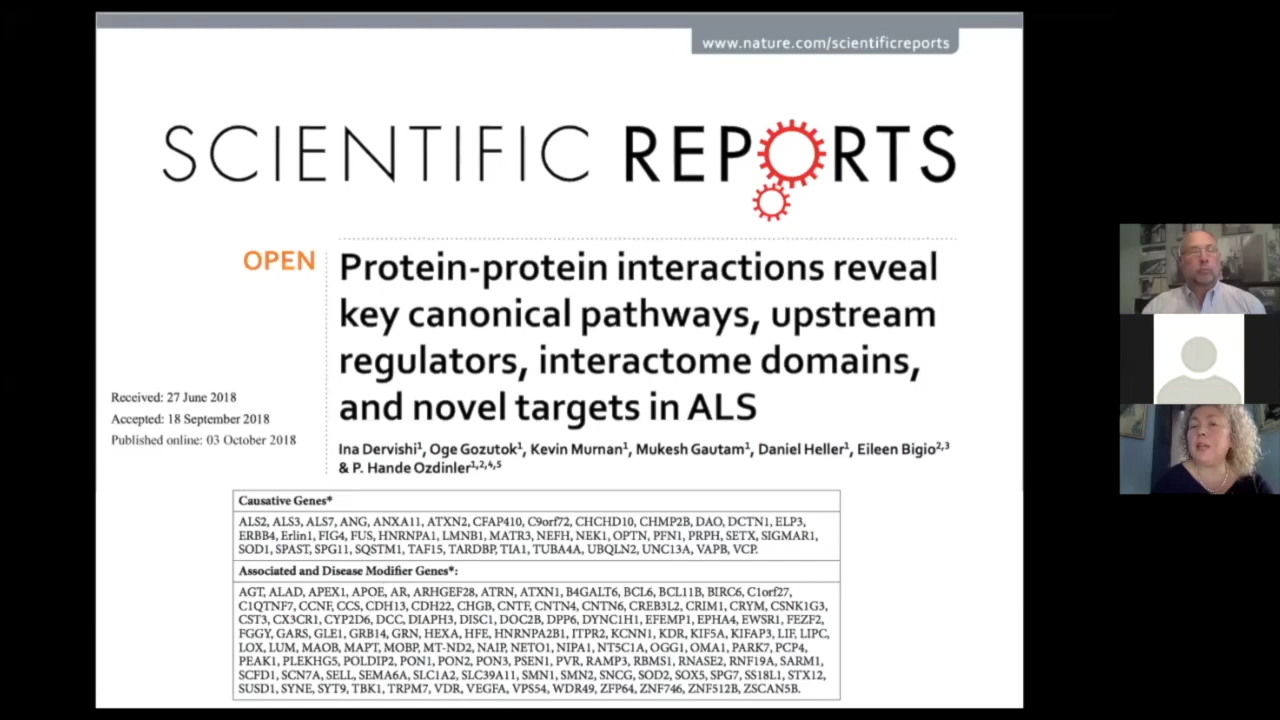 www.nature.com/scientificreports
SCIENTIFIC REPORTS
OPEN
Protein-protein interactions reveal
key canonical pathways, upstream
regulators, interactome domains,
and novel targets in ALS
Received: 27 June 2018
Accepted: 18 September 2018
Published online: 03 October 2018
Ina Dervishi¹, Oge Gozutok¹, Kevin Murnan¹, Mukesh Gautam¹, Daniel Heller¹, Eileen Bigio²,³
& P. Hande Ozdinler¹,²,⁴,⁵
Causative Genes*
ALS2, ALS3, ALS7, ANG, ANXA11, ATXN2, CFAP410, C9orf72, CHCHD10, CHMP2B, DAO, DCTN1, ELP3,
ERBB4, Erlin1, FIG4, FUS, HNRNPA1, LMNB1, MATR3, NEFH, NEK1, OPTN, PFN1, PRPH, SETX, SIGMAR1,
SOD1, SPAST, SPG11, SQSTM1, TAF15, TARDBP, TIA1, TUBA4A, UBQLN2, UNC13A, VAPB, VCP.
Associated and Disease Modifier Genes*:
AGT, ALAD, APEX1, APOE, AR, ARHGEF28, ATRN, ATXN1, B4GALT6, BCL6, BCL11B, BIRC6, C1orf27,
C1QTNF7, CCNF, CCS, CDH13, CDH22, CHGB, CNTF, CNTN4, CNTN6, CREB3L2, CRIM1, CRYM, CSNK1G3,
CST3, CX3CR1, CYP2D6, DCC, DIAPH3, DISC1, DOC2B, DPP6, DYNC1H1, EFEMP1, EPHA4, EWSR1, FEZF2,
FGGY, GARS, GLE1, GRB14, GRN, HEXA, HFE, HNRNPA2B1, ITPR2, KCNN1, KDR, KIF5A, KIFAP3, LIF, LIPC,
LOX, LUM, MAOB, MAPT, MOBP, MT-ND2, NAIP, NETO1, NIPA1, NT5C1A, OGG1, OMA1, PARK7, PCP4,
PEAK1, PLEKHG5, POLDIP2, PON1, PON2, PON3, PSEN1, PVR, RAMP3, RBMS1, RNASE2, RNF19A, SARM1,
SCFD1, SCN7A, SELL, SEMA6A, SLC1A2, SLC39A11, SMN1, SMN2, SNCG, SOD2, SOX5, SPG7, SS18L1, STX12,
SUSD1, SYNE, SYT9, TBK1, TRPM7, VDR, VEGFA, VPS54, WDR49, ZFP64, ZNF746, ZNF512B, ZSCAN5B.